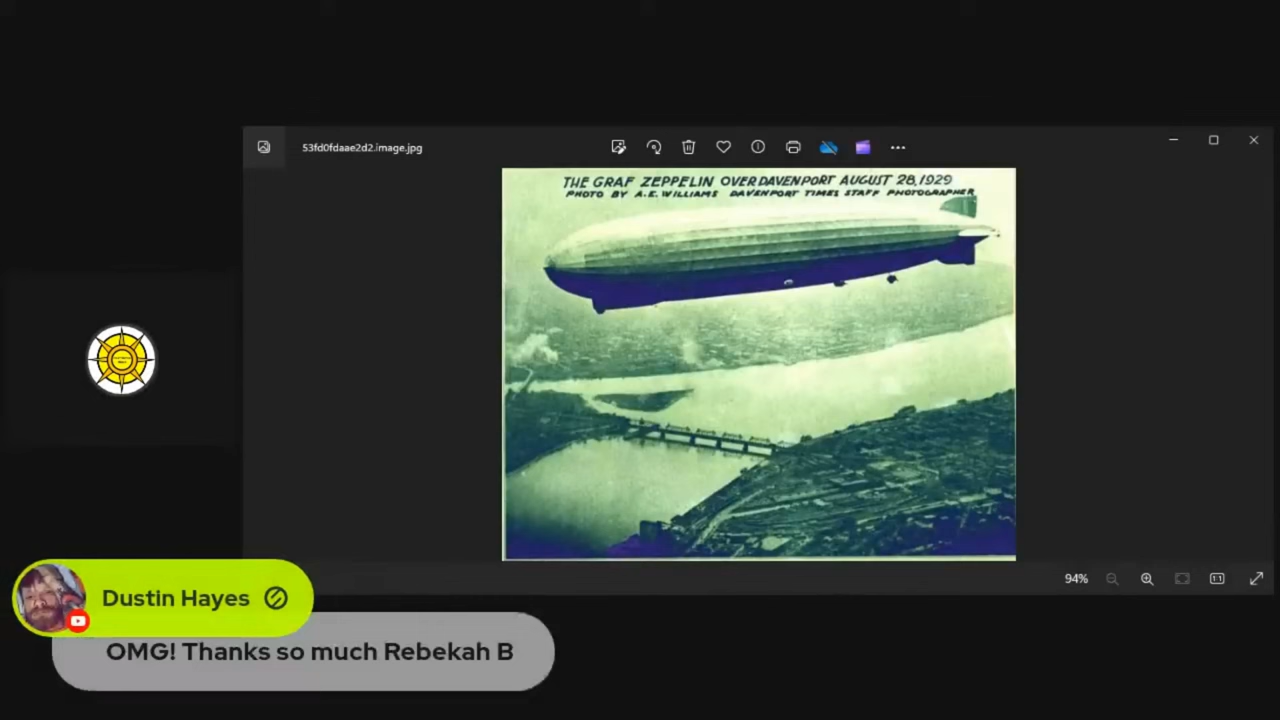 53fd0fdaae2d2.image.jpg
THE GRAF ZEPPELIN OVER DAVENPORT AUGUST 28, 1929
PHOTO BY A.E. WILLIAMS DAVENPORT TIMES STAFF PHOTOGRAPHER
94%
Dustin Hayes
OMG! Thanks so much Rebekah B